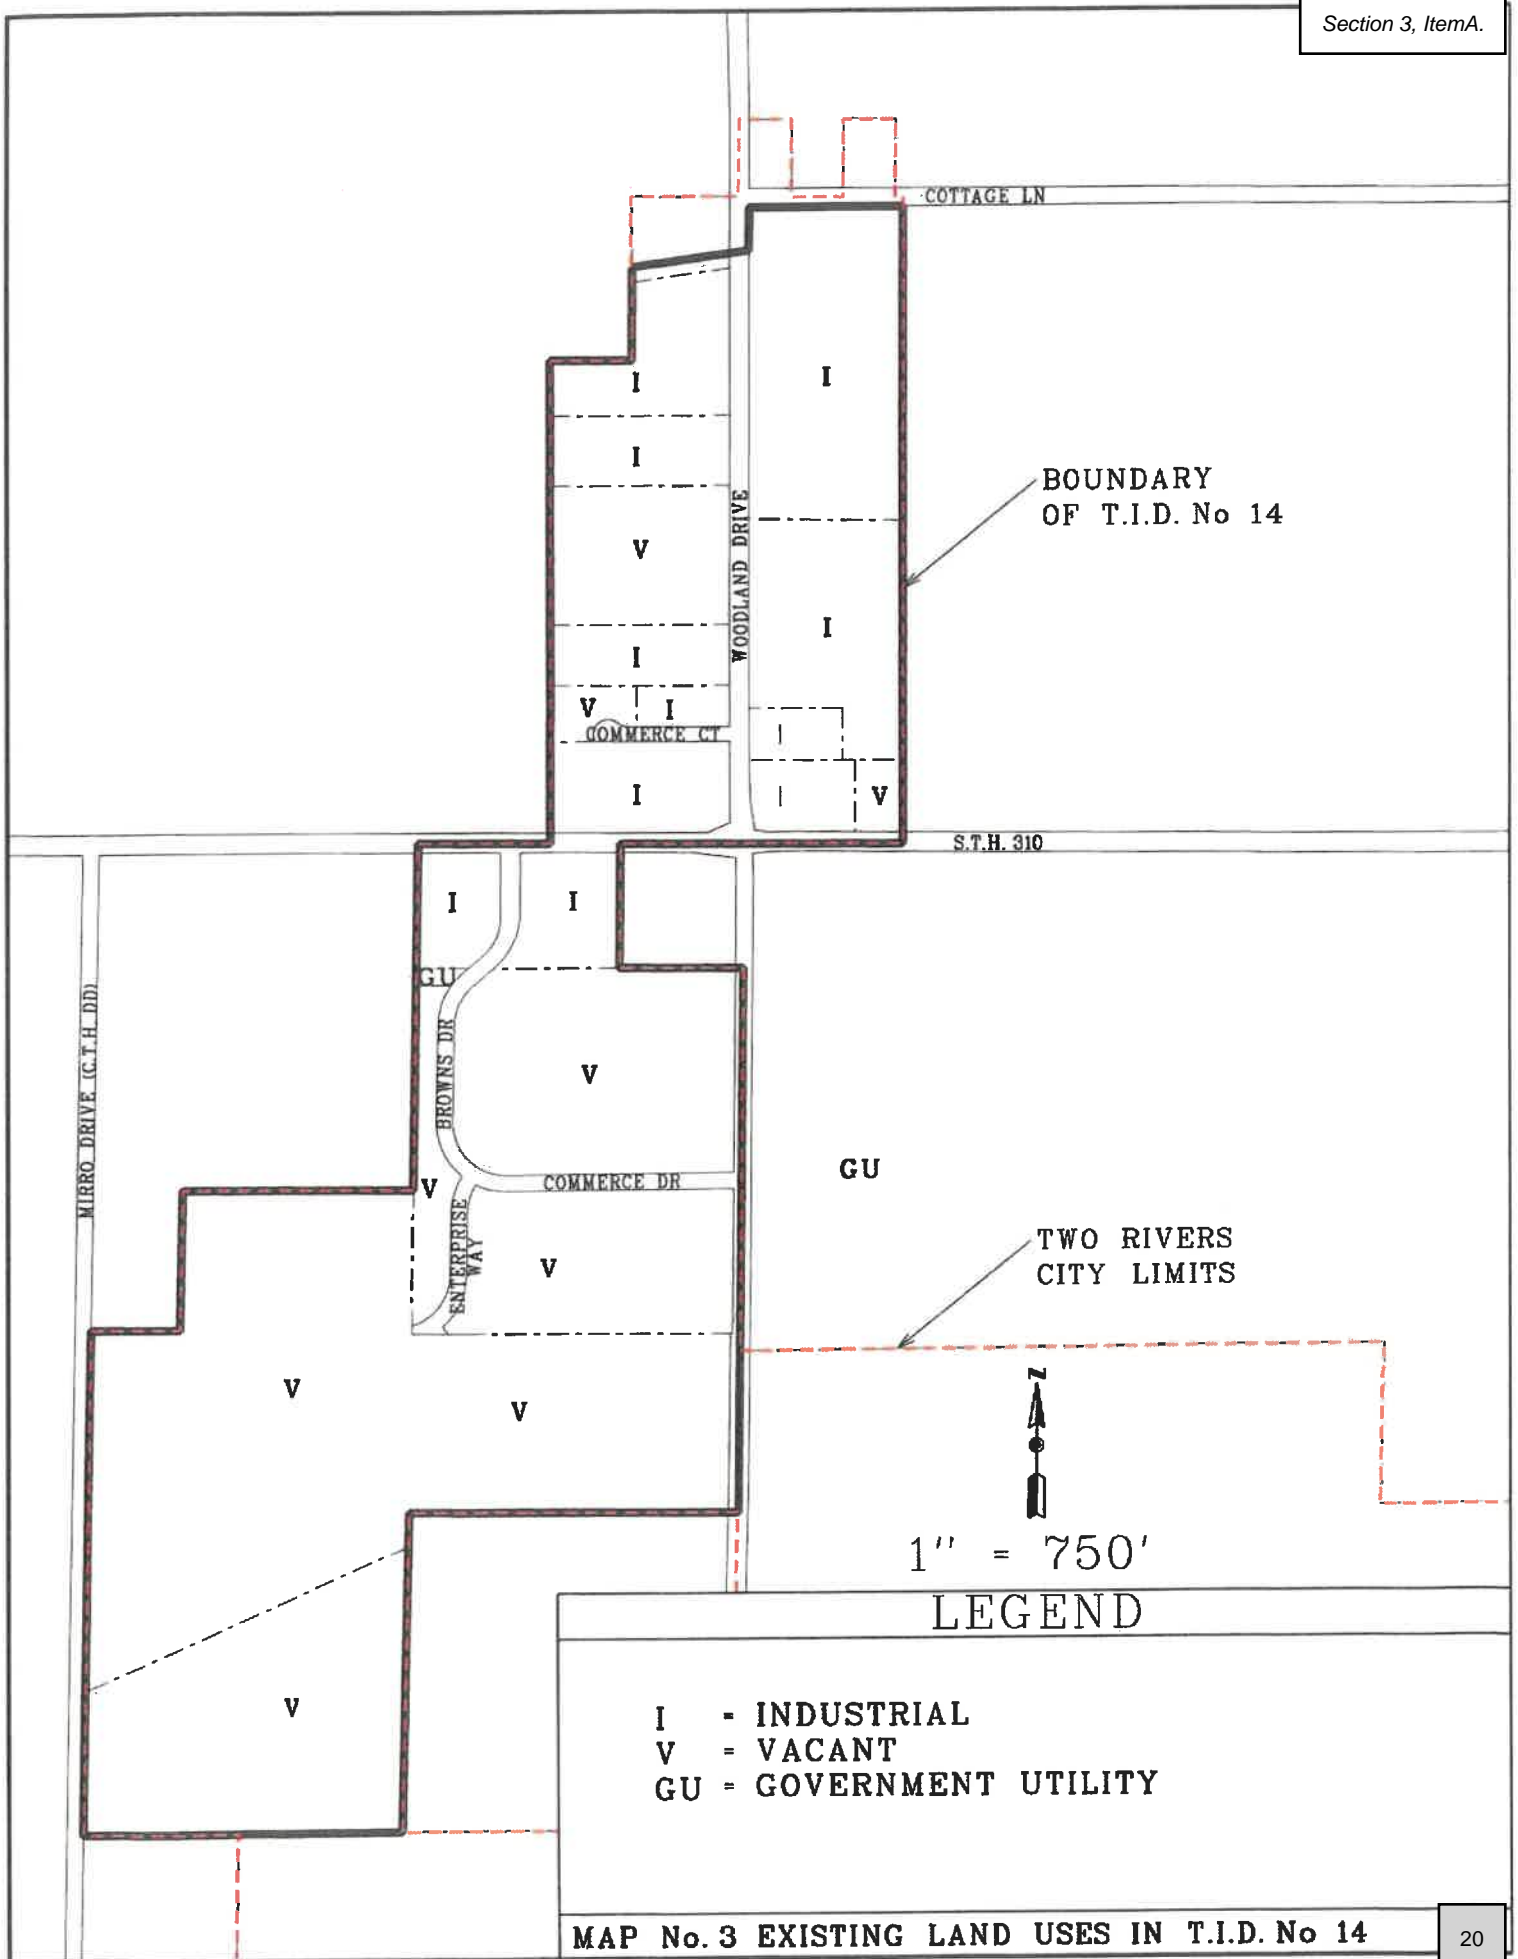 Section 3, ItemA.
COTTAGE LN
I
I
BOUNDARY
OF T.I.D. No 14
I
V
WOODLAND DRIVE
I
I
V
I
COMMERCE CT
I
I
I
V
S.T.H. 310
I
I
GU
MIRRO DRIVE (C.T.H. DD)
BROWNS DR
V
GU
V
COMMERCE DR
ENTERPRISE
WAY
V
TWO RIVERS
CITY LIMITS
V
V
N
1" = 750'
LEGEND
V
I = INDUSTRIAL
V = VACANT
GU = GOVERNMENT UTILITY
MAP No. 3 EXISTING LAND USES IN T.I.D. No 14
20